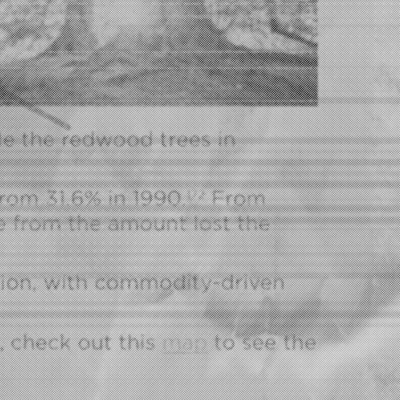 le the redwood trees in
rom 31.6% in 1990. From
e from the amount lost the
ion, with commodity-driven
, check out this map to see the